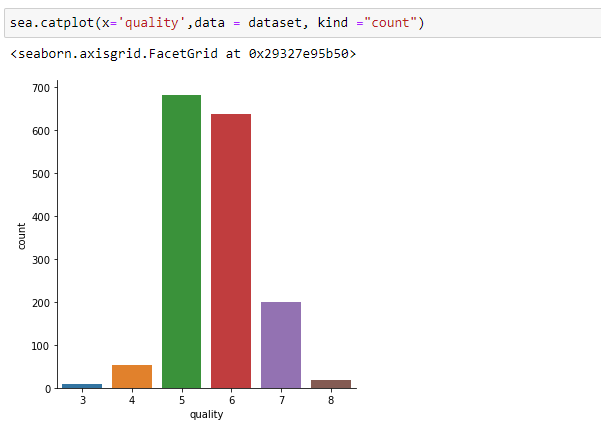 sea.catplot(x='quality',data = dataset, kind ="count")
<seaborn.axisgrid.FacetGrid at 0x29327e95b50>
700
600
500
400
300
200
100
0
count
3 4 5 6 7 8
quality